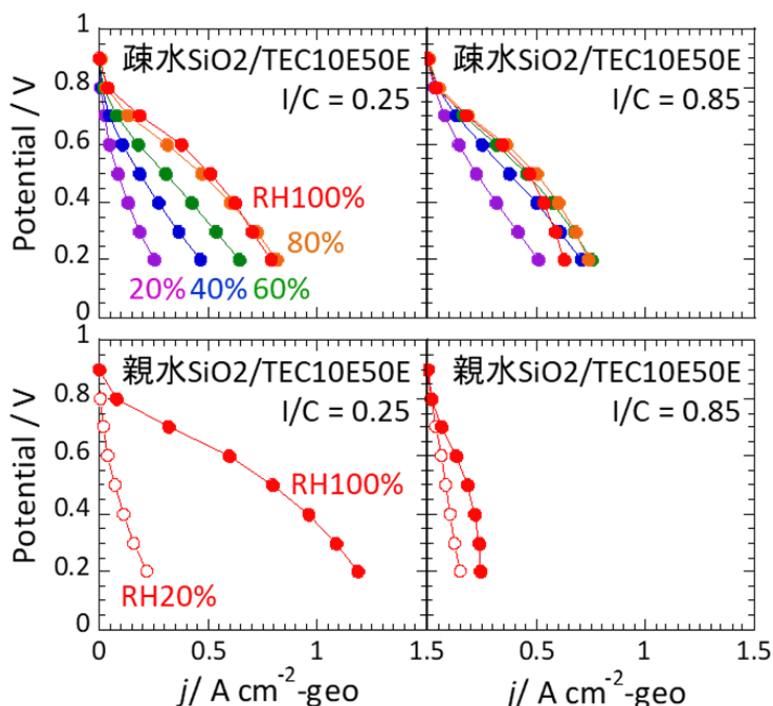 1
0.8
0.6
0.4
0.2
0
Potential / V
疎水SiO2/TEC10E50E
I/C = 0.25
RH100%
80%
20% 40% 60%
疎水SiO2/TEC10E50E
I/C = 0.85
1
0.8
0.6
0.4
0.2
0
Potential / V
親水SiO2/TEC10E50E
I/C = 0.25
RH100%
RH20%
親水SiO2/TEC10E50E
I/C = 0.85
0 0.5 1 1.5 0.5 1 1.5
j/ A cm⁻²-geo j/ A cm⁻²-geo